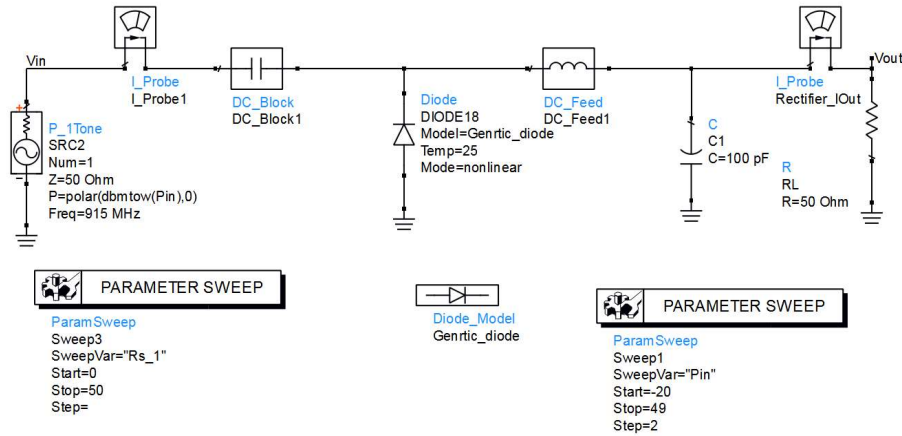 Vin
I_Probe
I_Probe1
DC_Block
DC_Block1
Diode
DIODE18
Model=Genrtic_diode
Temp=25
Mode=nonlinear
DC_Feed
DC_Feed1
I_Probe
Rectifier_IOut
Vout
P_1Tone
SRC2
Num=1
Z=50 Ohm
P=polar(dbmtow(Pin),0)
Freq=915 MHz
C
C1
C=100 pF
R
RL
R=50 Ohm
PARAMETER SWEEP
ParamSweep
Sweep3
SweepVar="Rs_1"
Start=0
Stop=50
Step=
Diode_Model
Genrtic_diode
PARAMETER SWEEP
ParamSweep
Sweep1
SweepVar="Pin"
Start=-20
Stop=49
Step=2